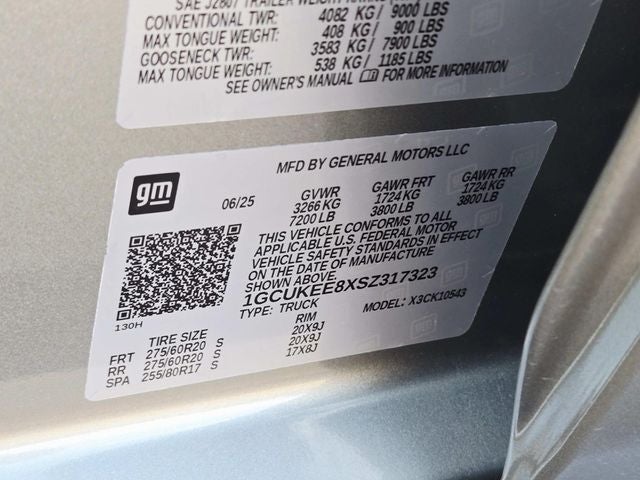 SAE J2807 TRAILER WEIGHT
CONVENTIONAL TWR: 4082 KG/ 9000 LBS
MAX TONGUE WEIGHT: 408 KG/ 900 LBS
GOOSENECK TWR: 3583 KG/ 7900 LBS
MAX TONGUE WEIGHT: 538 KG/ 1185 LBS
SEE OWNER'S MANUAL FOR MORE INFORMATION
gm
MFD BY GENERAL MOTORS LLC
06/25 GVWR GAWR FRT GAWR RR
3266 KG 1724 KG 1724 KG
7200 LB 3800 LB 3800 LB
THIS VEHICLE CONFORMS TO ALL
APPLICABLE U.S. FEDERAL MOTOR
VEHICLE SAFETY STANDARDS IN EFFECT
ON THE DATE OF MANUFACTURE
SHOWN ABOVE.
1GCUKEE8XSZ317323
TYPE: TRUCK MODEL: X3CK10543
130H
TIRE SIZE RIM
FRT 275/60R20 S 20X9J
RR 275/60R20 S 20X9J
SPA 255/80R17 S 17X8J